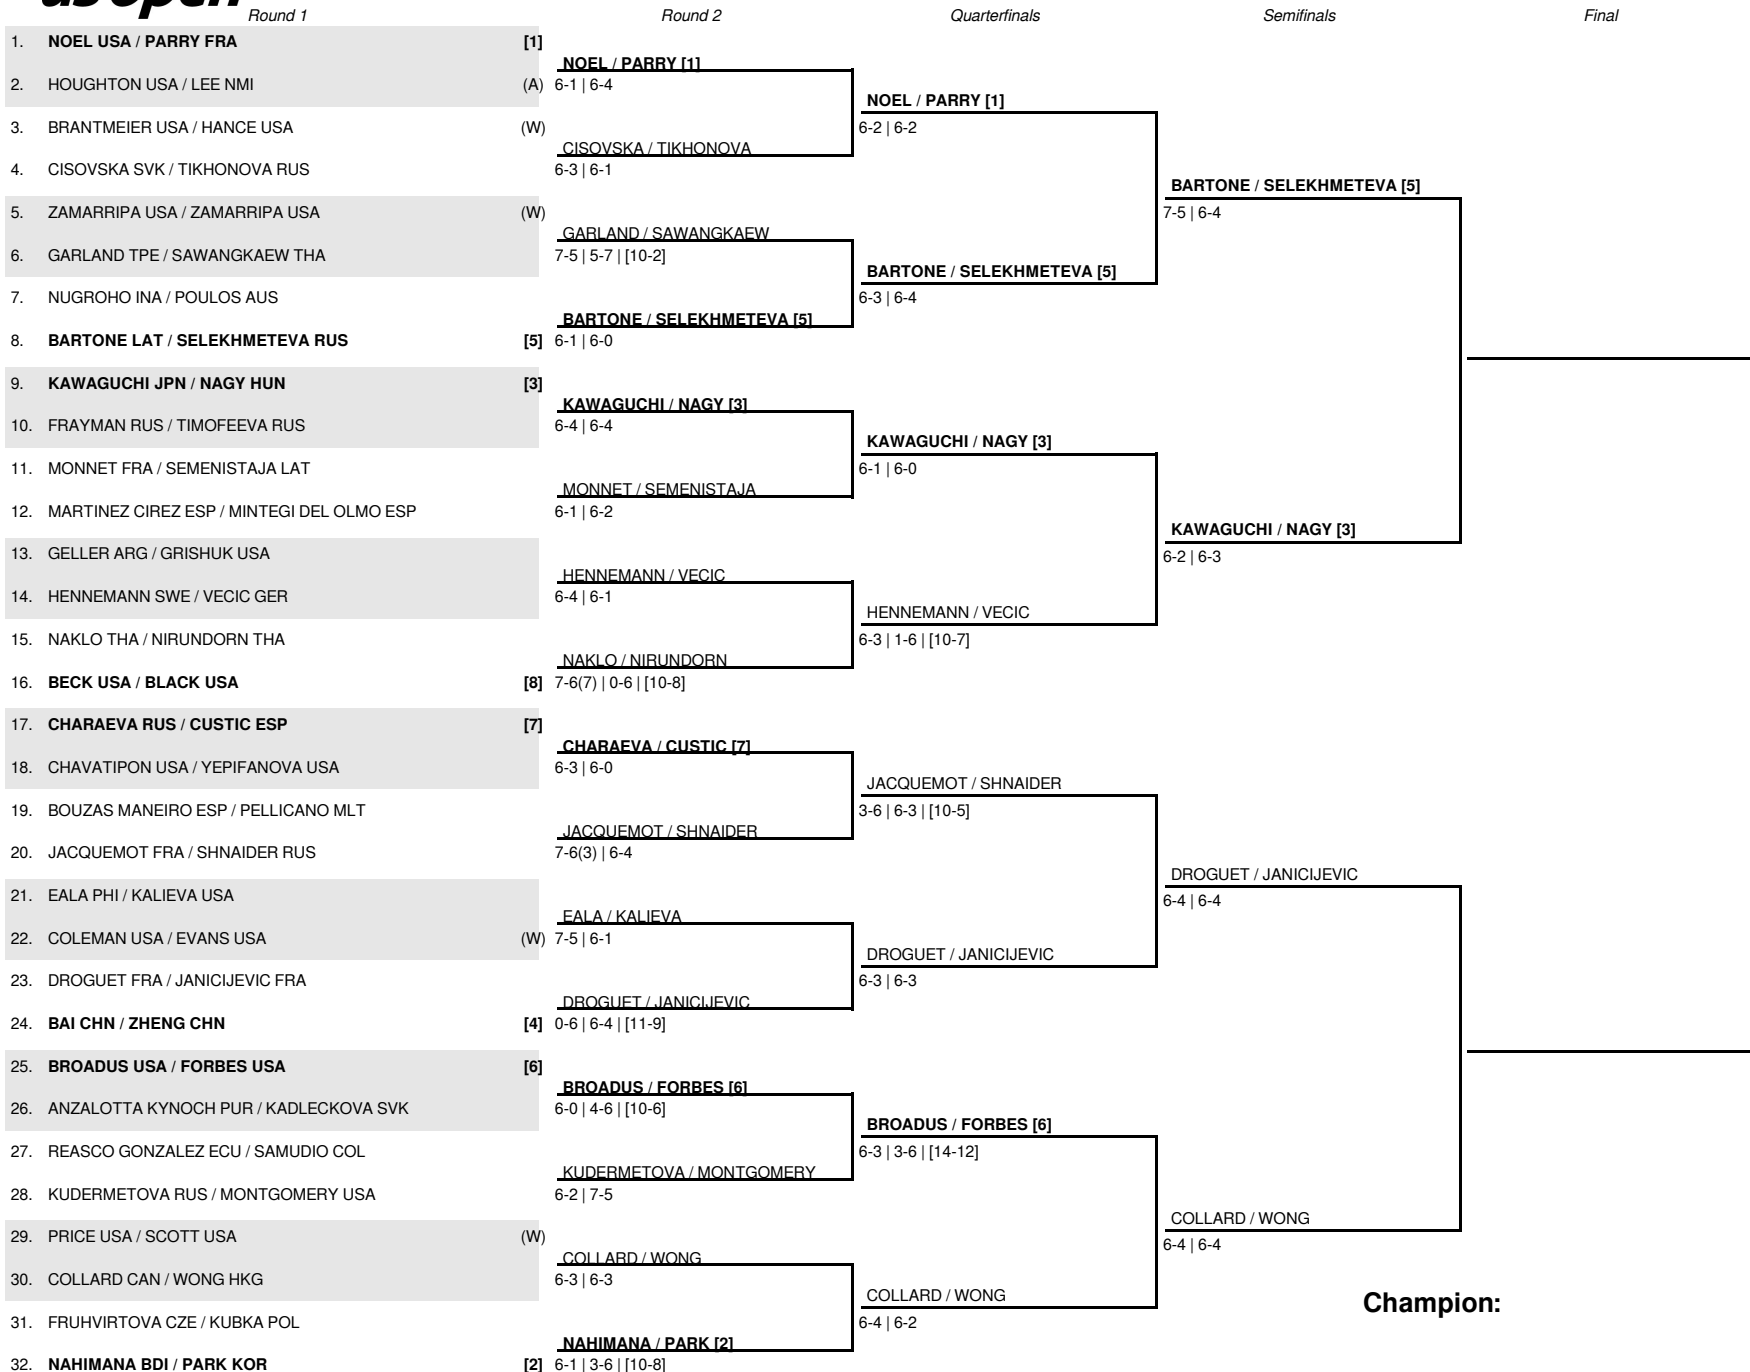 us open
Round 1 Round 2 Quarterfinals Semifinals Final
1. NOEL USA / PARRY FRA [1]
NOEL / PARRY [1]
2. HOUGHTON USA / LEE NMI (A) 6-1 | 6-4
NOEL / PARRY [1]
3. BRANTMEIER USA / HANCE USA (W) 6-2 | 6-2
CISOVSKA / TIKHONOVA
4. CISOVSKA SVK / TIKHONOVA RUS 6-3 | 6-1
BARTONE / SELEKHMETEVA [5]
5. ZAMARRIPA USA / ZAMARRIPA USA (W) 7-5 | 6-4
GARLAND / SAWANGKAEW
6. GARLAND TPE / SAWANGKAEW THA 7-5 | 5-7 | [10-2]
BARTONE / SELEKHMETEVA [5]
7. NUGROHO INA / POULOS AUS 6-3 | 6-4
BARTONE / SELEKHMETEVA [5]
8. BARTONE LAT / SELEKHMETEVA RUS [5] 6-1 | 6-0
9. KAWAGUCHI JPN / NAGY HUN [3]
KAWAGUCHI / NAGY [3]
10. FRAYMAN RUS / TIMOFEEVA RUS 6-4 | 6-4
KAWAGUCHI / NAGY [3]
11. MONNET FRA / SEMENISTAJA LAT 6-1 | 6-0
MONNET / SEMENISTAJA
12. MARTINEZ CIREZ ESP / MINTEGI DEL OLMO ESP 6-1 | 6-2
KAWAGUCHI / NAGY [3]
13. GELLER ARG / GRISHUK USA 6-2 | 6-3
HENNEMANN / VECIC
14. HENNEMANN SWE / VECIC GER 6-4 | 6-1
HENNEMANN / VECIC
15. NAKLO THA / NIRUNDORN THA 6-3 | 1-6 | [10-7]
NAKLO / NIRUNDORN
16. BECK USA / BLACK USA [8] 7-6(7) | 0-6 | [10-8]
17. CHARAEVA RUS / CUSTIC ESP [7]
CHARAEVA / CUSTIC [7]
18. CHAVATIPON USA / YEPIFANOVA USA 6-3 | 6-0
JACQUEMOT / SHNAIDER
19. BOUZAS MANEIRO ESP / PELLICANO MLT 3-6 | 6-3 | [10-5]
JACQUEMOT / SHNAIDER
20. JACQUEMOT FRA / SHNAIDER RUS 7-6(3) | 6-4
DROGUET / JANICIJEVIC
21. EALA PHI / KALIEVA USA 6-4 | 6-4
EALA / KALIEVA
22. COLEMAN USA / EVANS USA (W) 7-5 | 6-1
DROGUET / JANICIJEVIC
23. DROGUET FRA / JANICIJEVIC FRA 6-3 | 6-3
DROGUET / JANICIJEVIC
24. BAI CHN / ZHENG CHN [4] 0-6 | 6-4 | [11-9]
25. BROADUS USA / FORBES USA [6]
BROADUS / FORBES [6]
26. ANZALOTTA KYNOCH PUR / KADLECKOVA SVK 6-0 | 4-6 | [10-6]
BROADUS / FORBES [6]
27. REASCO GONZALEZ ECU / SAMUDIO COL 6-3 | 3-6 | [14-12]
KUDERMETOVA / MONTGOMERY
28. KUDERMETOVA RUS / MONTGOMERY USA 6-2 | 7-5
COLLARD / WONG
29. PRICE USA / SCOTT USA (W) 6-4 | 6-4
COLLARD / WONG
30. COLLARD CAN / WONG HKG 6-3 | 6-3
COLLARD / WONG
Champion:
31. FRUHVIRTOVA CZE / KUBKA POL 6-4 | 6-2
NAHIMANA / PARK [2]
32. NAHIMANA BDI / PARK KOR [2] 6-1 | 3-6 | [10-8]